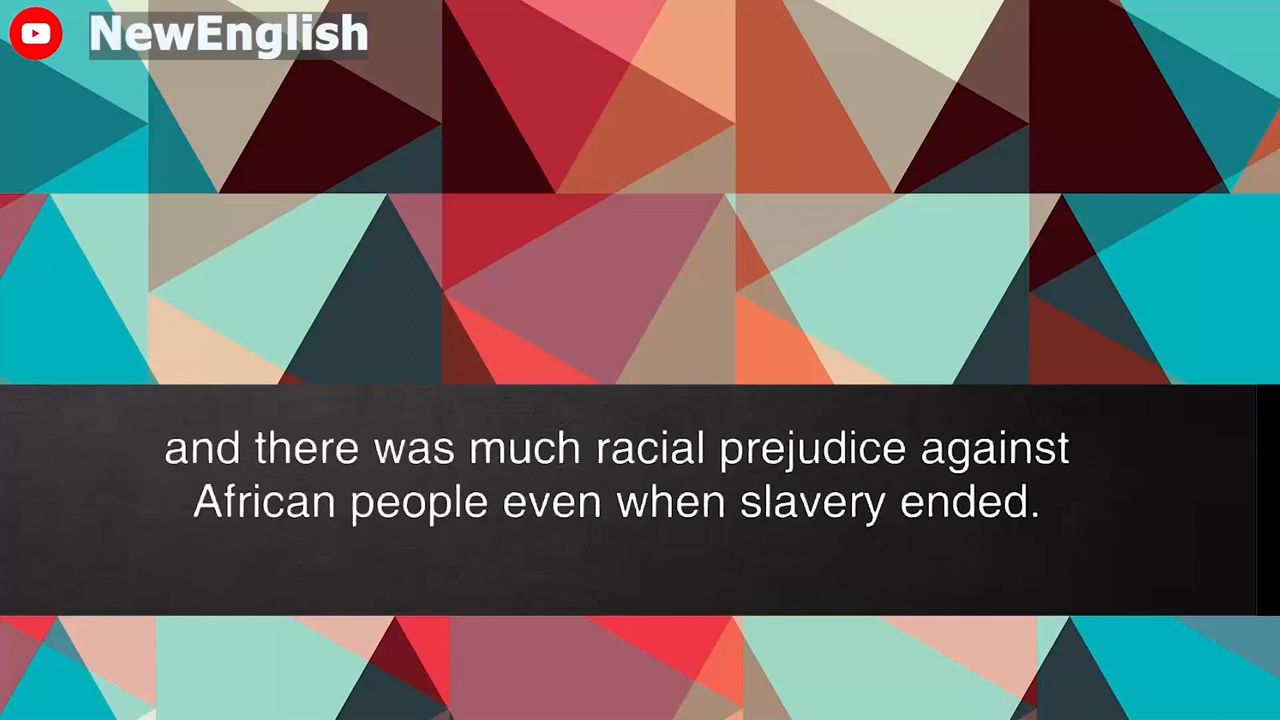 NewEnglish
and there was much racial prejudice against
African people even when slavery ended.